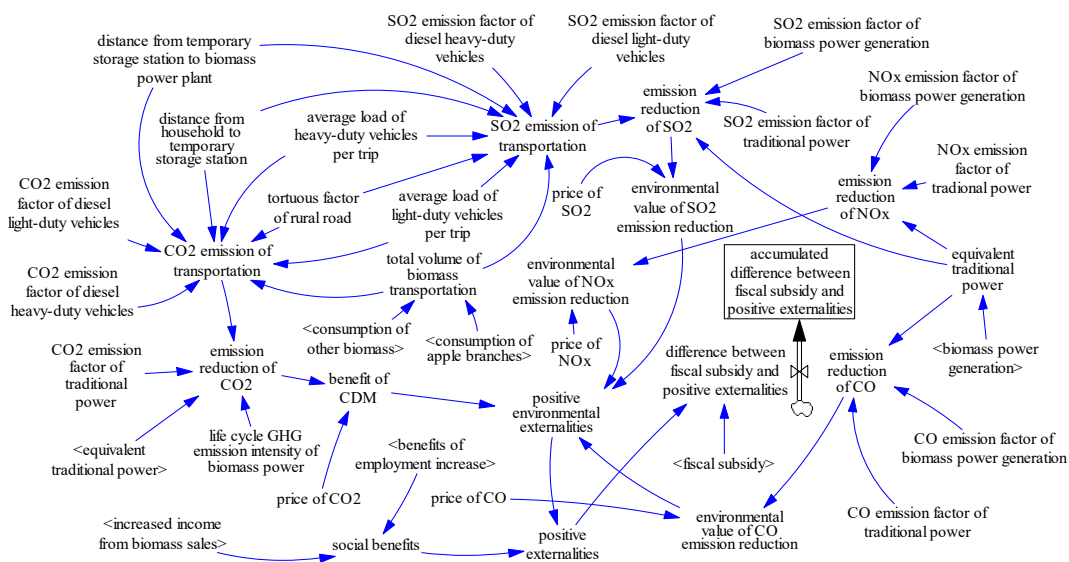 SO2 emission factor of
diesel heavy-duty
vehicles
SO2 emission factor of
diesel light-duty
vehicles
SO2 emission factor of
biomass power generation
distance from temporary
storage station to biomass
power plant
NOx emission factor of
biomass power generation
emission
reduction
of SO2
distance from
household to
temporary
storage station
average load of
heavy-duty vehicles
per trip
SO2 emission of
transportation
SO2 emission factor of
traditional power
NOx emission
factor of
tradional power
CO2 emission
factor of diesel
light-duty vehicles
tortuous factor
of rural road
average load of
light-duty vehicles
per trip
price of
SO2
environmental
value of SO2
emission reduction
emission
reduction
of NOx
CO2 emission of
transportation
total volume of
biomass
transportation
environmental
value of NOx
emission reduction
accumulated
difference between
fiscal subsidy and
positive externalities
equivalent
traditional
power
CO2 emission
factor of diesel
heavy-duty vehicles
<consumption of
other biomass>
<consumption of
apple branches>
price of
NOx
<biomass power
generation>
CO2 emission
factor of
traditional
power
emission
reduction of
CO2
benefit of
CDM
difference between
fiscal subsidy and
positive externalities
emission
reduction
of CO
positive
environmental
externalities
<equivalent
traditional power>
life cycle GHG
emission intensity of
biomass power
<benefits of
employment increase>
<fiscal subsidy>
CO emission factor of
biomass power generation
price of CO2
price of CO
environmental
value of CO
emission reduction
CO emission factor of
traditional power
<increased income
from biomass sales>
social benefits
positive
externalities